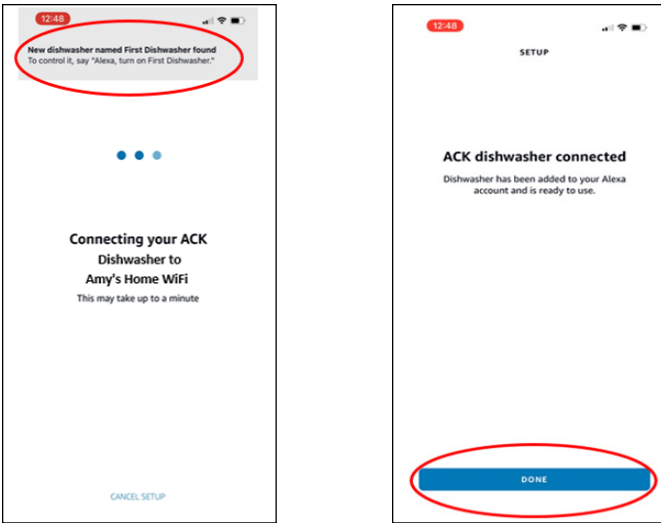 12:48
New dishwasher named First Dishwasher found
To control it, say "Alexa, turn on First Dishwasher."
Connecting your ACK
Dishwasher to
Amy's Home WiFi
This may take up to a minute
CANCEL SETUP
12:48
SETUP
ACK dishwasher connected
Dishwasher has been added to your Alexa
account and is ready to use.
DONE